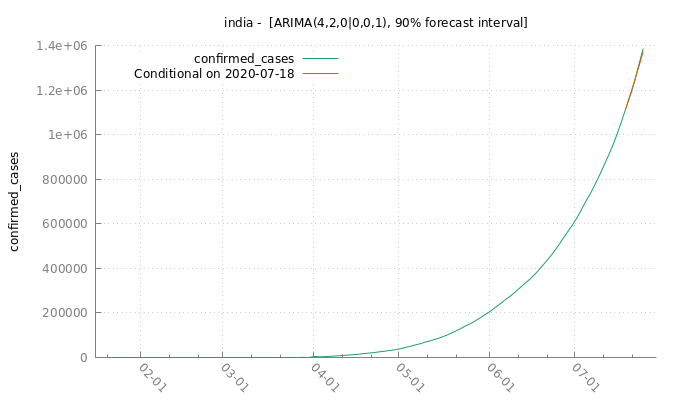 india -  [ARIMA(4,2,0|0,0,1), 90% forecast interval]
confirmed_cases
Conditional on 2020-07-18
confirmed_cases
1.4e+06
1.2e+06
1e+06
800000
600000
400000
200000
0
02-01
03-01
04-01
05-01
06-01
07-01